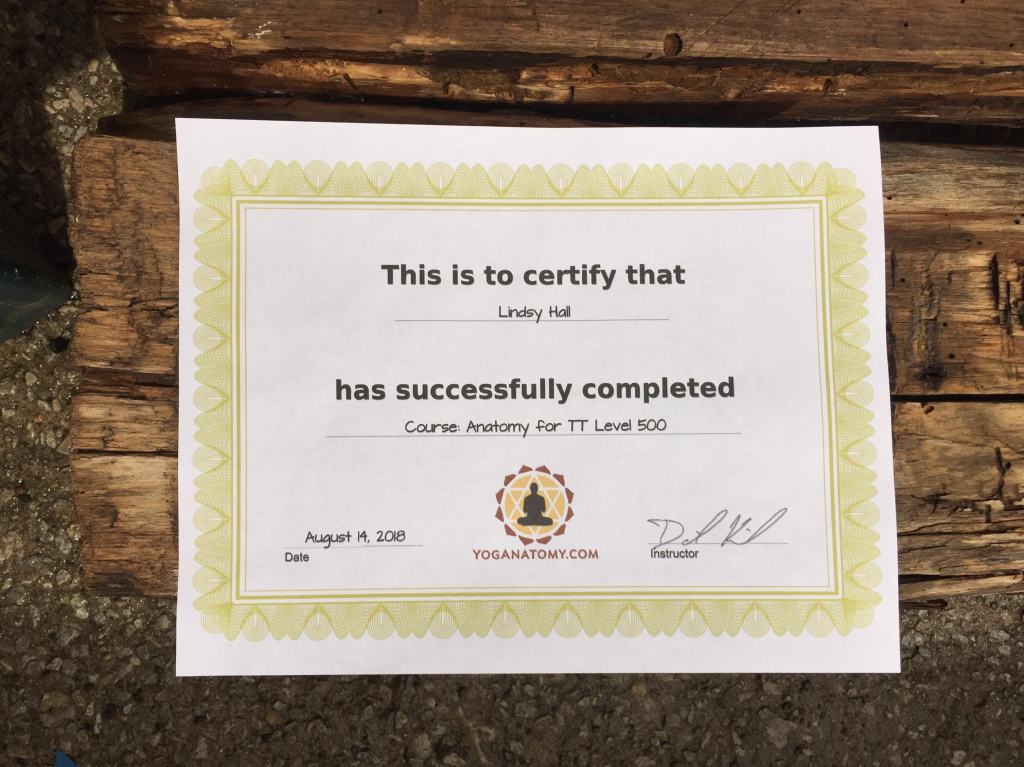 This is to certify that
Lindsy Hall
has successfully completed
Course: Anatomy for TT Level 500
August 14, 2018
Date
YOGANATOMY.COM
Instructor